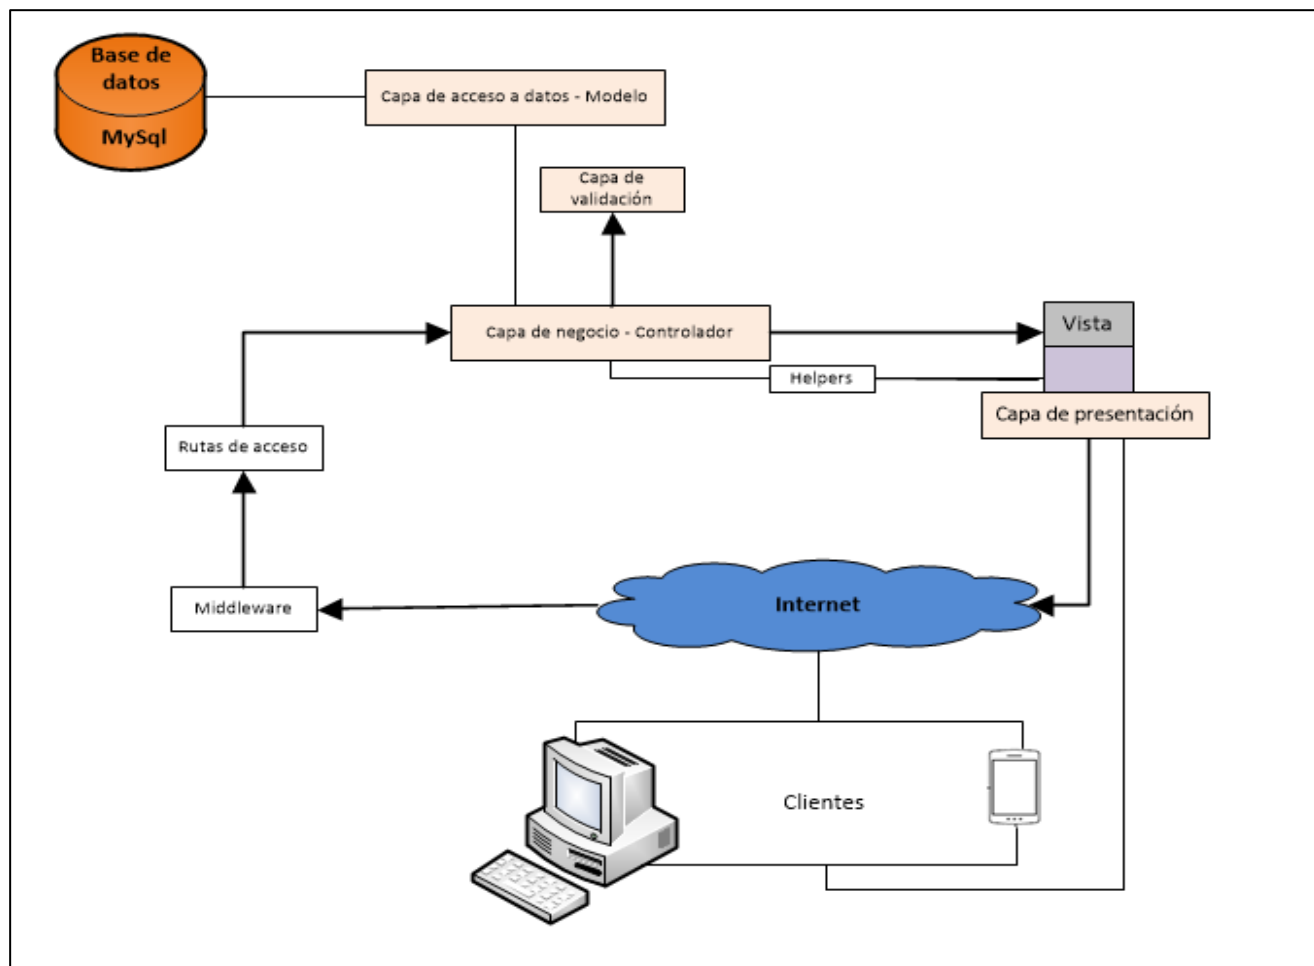 Base de
datos
MySql
Capa de acceso a datos - Modelo
Capa de
validación
Capa de negocio - Controlador
Vista
Helpers
Capa de presentación
Rutas de acceso
Middleware
Internet
Clientes